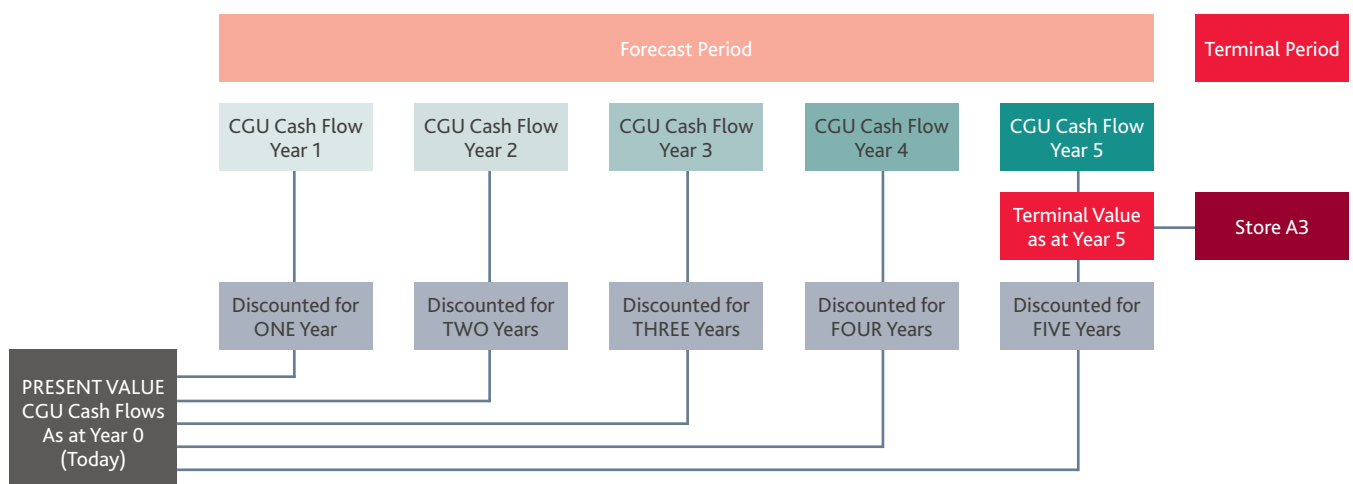 Forecast Period
Terminal Period
CGU Cash Flow
Year 1
CGU Cash Flow
Year 2
CGU Cash Flow
Year 3
CGU Cash Flow
Year 4
CGU Cash Flow
Year 5
Terminal Value
as at Year 5
Store A3
Discounted for
ONE Year
Discounted for
TWO Years
Discounted for
THREE Years
Discounted for
FOUR Years
Discounted for
FIVE Years
PRESENT VALUE
CGU Cash Flows
As at Year 0
(Today)